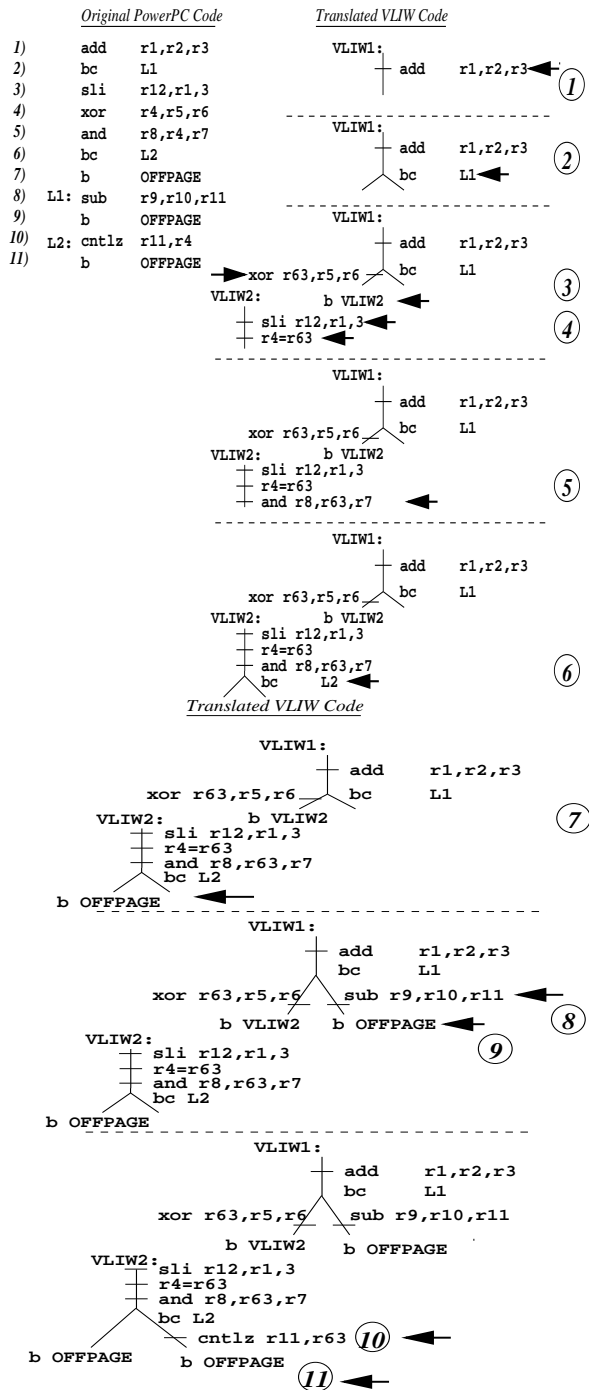 Original PowerPC Code Translated VLIW Code
1) add r1,r2,r3 VLIW1:
add r1,r2,r3 1
2) bc L1
3) sli r12,r1,3
4) xor r4,r5,r6
5) and r8,r4,r7 VLIW1:
6) bc L2 add r1,r2,r3 2
7) b OFFPAGE bc L1
8) L1: sub r9,r10,r11
9) b OFFPAGE VLIW1:
10) L2: cntlz r11,r4 add r1,r2,r3
11) b OFFPAGE
xor r63,r5,r6 bc L1 3
VLIW2: b VLIW2
sli r12,r1,3 4
r4=r63
VLIW1:
add r1,r2,r3
xor r63,r5,r6 bc L1
VLIW2: b VLIW2
sli r12,r1,3
r4=r63 5
and r8,r63,r7
VLIW1:
add r1,r2,r3
xor r63,r5,r6 bc L1
VLIW2: b VLIW2
sli r12,r1,3
r4=r63
and r8,r63,r7 6
bc L2
Translated VLIW Code
VLIW1:
add r1,r2,r3
xor r63,r5,r6 bc L1 7
VLIW2: b VLIW2
sli r12,r1,3
r4=r63
and r8,r63,r7
bc L2
b OFFPAGE
VLIW1:
add r1,r2,r3
bc L1
xor r63,r5,r6 sub r9,r10,r11 8
b VLIW2 b OFFPAGE 9
VLIW2:
sli r12,r1,3
r4=r63
and r8,r63,r7
bc L2
b OFFPAGE
VLIW1:
add r1,r2,r3
bc L1
xor r63,r5,r6 sub r9,r10,r11
b VLIW2 b OFFPAGE
VLIW2:
sli r12,r1,3
r4=r63
and r8,r63,r7
bc L2
cntlz r11,r63 10
b OFFPAGE b OFFPAGE
11